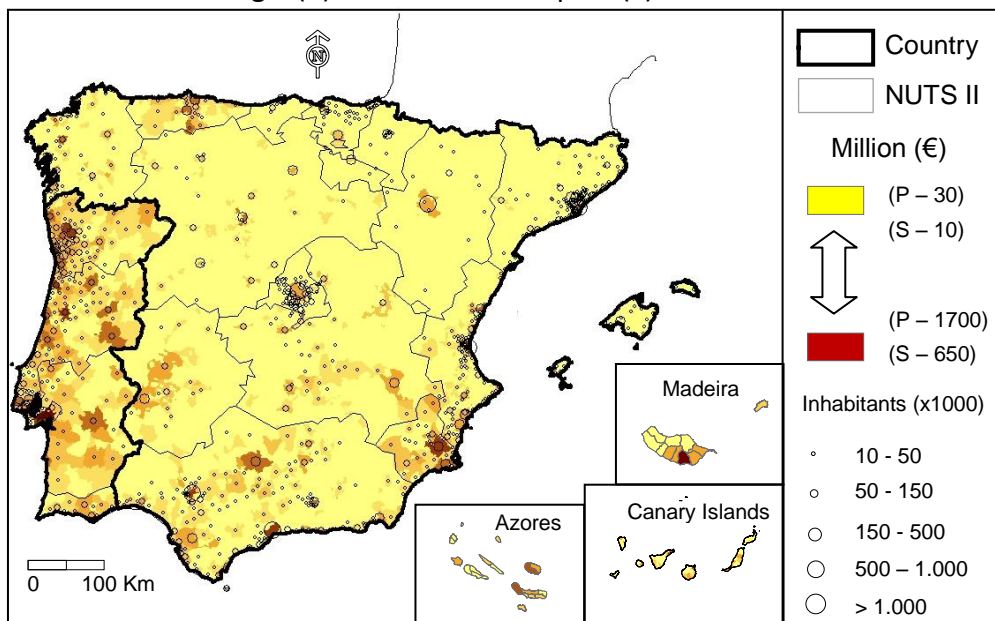 N
Country
NUTS II
Million (€)
(P – 30)
(S – 10)
(P – 1700)
(S – 650)
Inhabitants (x1000)
10 - 50
50 - 150
150 - 500
500 – 1.000
> 1.000
Madeira
Azores
Canary Islands
0 100 Km